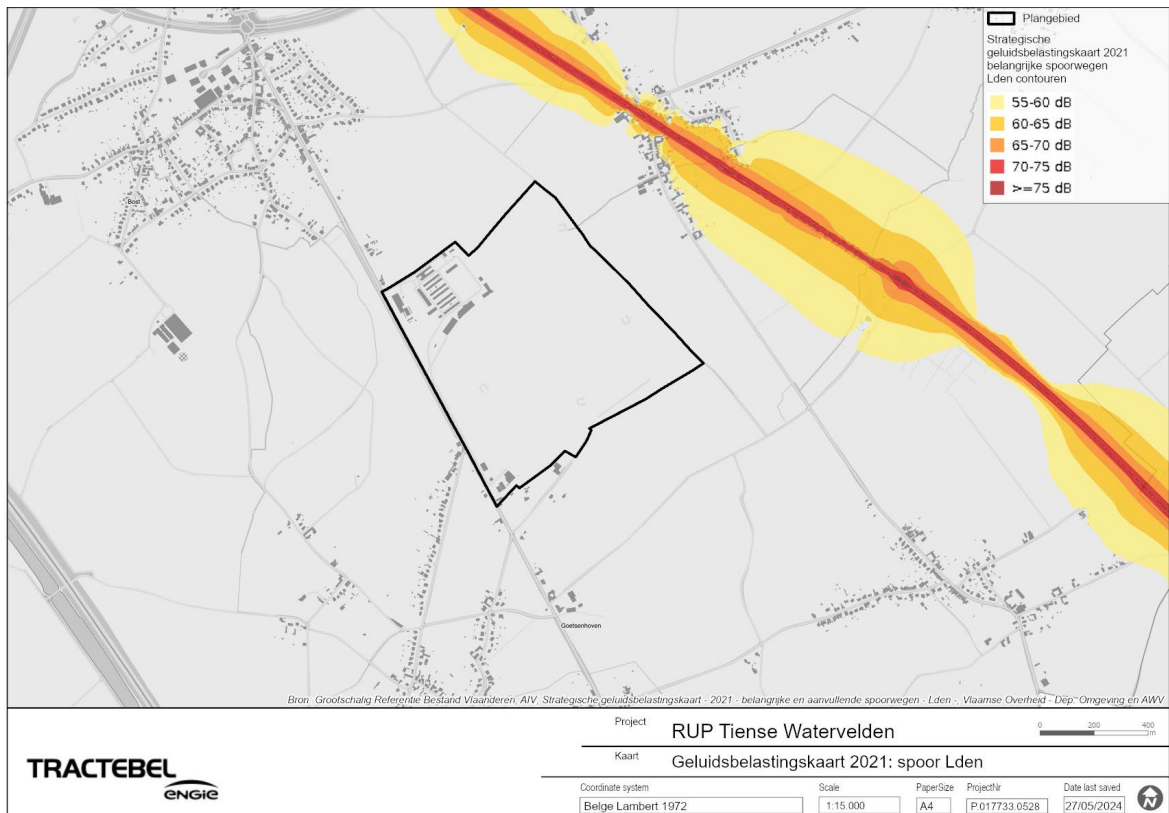 Plangebied
Strategische
geluidsbelastingskaart 2021
belangrijke spoorwegen
Lden contouren
55-60 dB
60-65 dB
65-70 dB
70-75 dB
>=75 dB
Bost
Goetsenhoven
Bron: Grootschalig Referentie Bestand Vlaanderen, AIV, Strategische geluidsbelastingskaart - 2021 - belangrijke en aanvullende spoorwegen - Lden -, Vlaamse Overheid - Dep. Omgeving en AWV
TRACTEBEL
ENGIE
Project RUP Tiense Watervelden
0 200 400
m
Kaart Geluidsbelastingskaart 2021: spoor Lden
Coordinate system Scale PaperSize ProjectNr Date last saved
Belge Lambert 1972 1:15.000 A4 P.017733.0528 27/05/2024
N